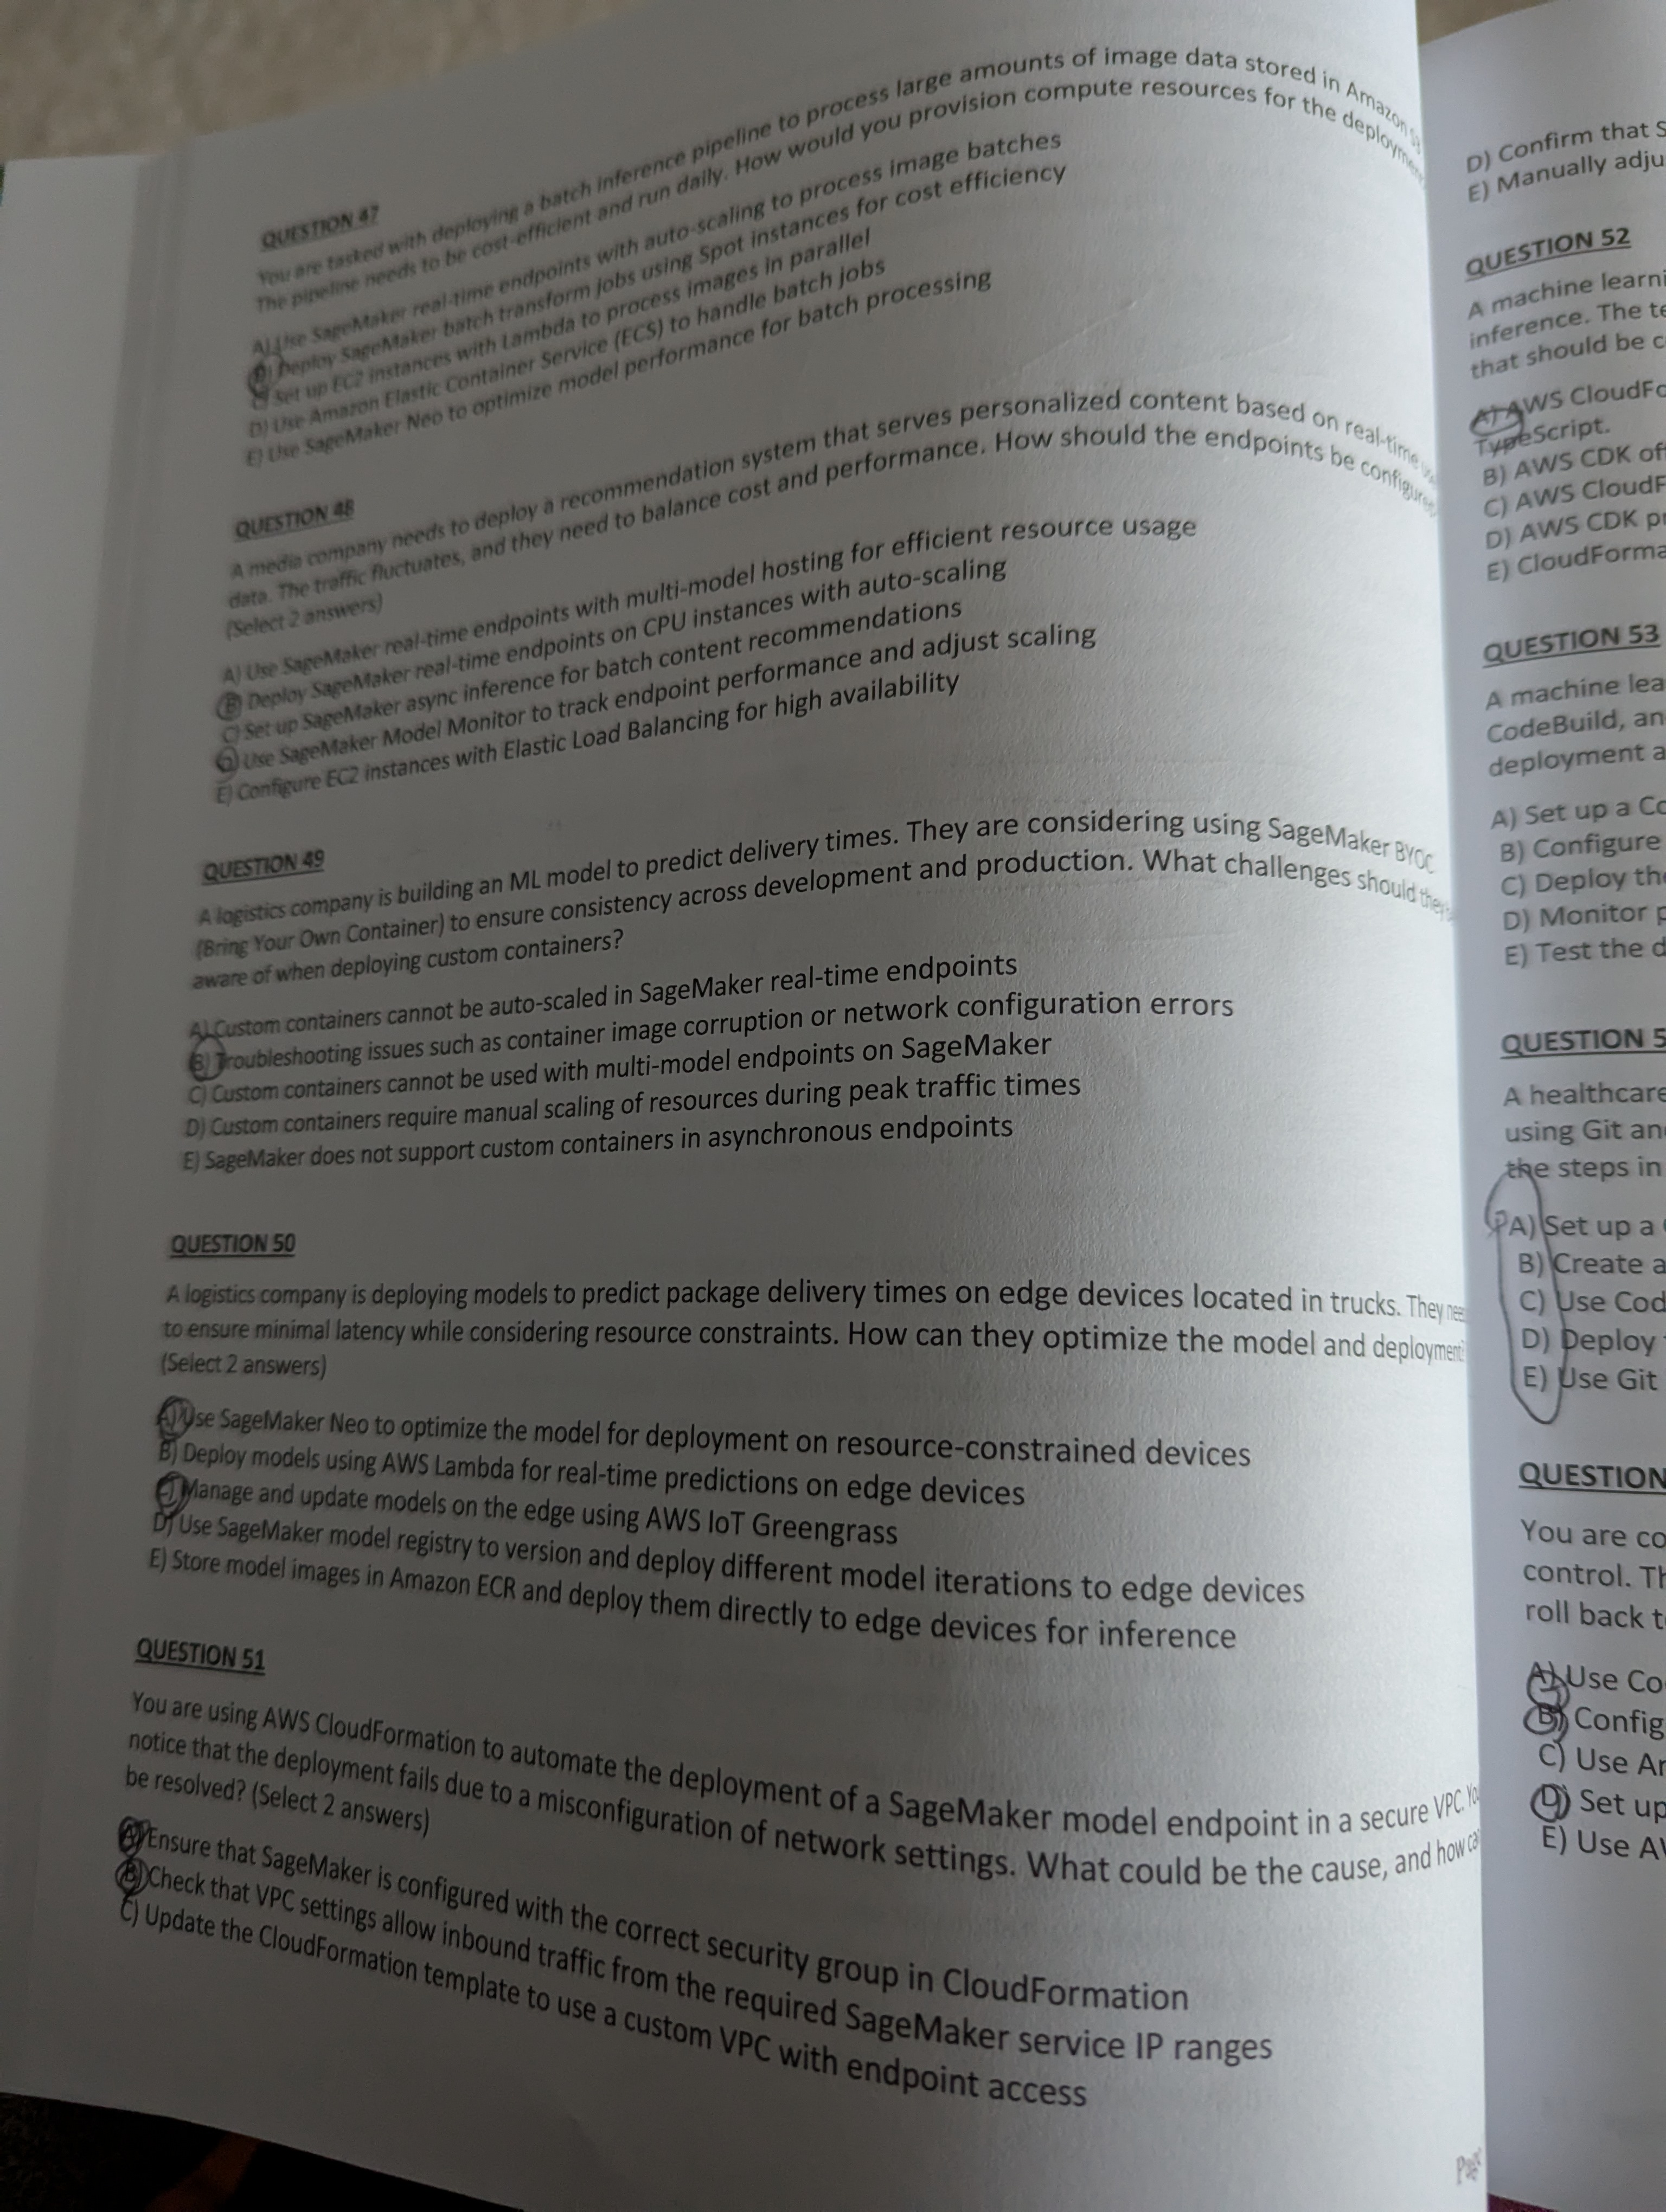 QUESTION 47
You are tasked with deploying a batch inference pipeline to process large amounts of image data stored in Amazon S3
The pipeline needs to be cost-efficient and run daily. How would you provision compute resources for the deployment
A) Use SageMaker real-time endpoints with auto-scaling to process image batches
B) Deploy SageMaker batch transform jobs using Spot instances for cost efficiency
C) Set up EC2 instances with Lambda to process images in parallel
D) Use Amazon Elastic Container Service (ECS) to handle batch jobs
E) Use SageMaker Neo to optimize model performance for batch processing
QUESTION 48
A media company needs to deploy a recommendation system that serves personalized content based on real-time
data. The traffic fluctuates, and they need to balance cost and performance. How should the endpoints be configured
(Select 2 answers)
A) Use SageMaker real-time endpoints with multi-model hosting for efficient resource usage
B) Deploy SageMaker real-time endpoints on CPU instances with auto-scaling
C) Set up SageMaker async inference for batch content recommendations
D) Use SageMaker Model Monitor to track endpoint performance and adjust scaling
E) Configure EC2 instances with Elastic Load Balancing for high availability
QUESTION 49
A logistics company is building an ML model to predict delivery times. They are considering using SageMaker BYOC
(Bring Your Own Container) to ensure consistency across development and production. What challenges should they
aware of when deploying custom containers?
A) Custom containers cannot be auto-scaled in SageMaker real-time endpoints
B) Troubleshooting issues such as container image corruption or network configuration errors
C) Custom containers cannot be used with multi-model endpoints on SageMaker
D) Custom containers require manual scaling of resources during peak traffic times
E) SageMaker does not support custom containers in asynchronous endpoints
QUESTION 50
A logistics company is deploying models to predict package delivery times on edge devices located in trucks. They need
to ensure minimal latency while considering resource constraints. How can they optimize the model and deployment?
(Select 2 answers)
A) Use SageMaker Neo to optimize the model for deployment on resource-constrained devices
B) Deploy models using AWS Lambda for real-time predictions on edge devices
C) Manage and update models on the edge using AWS IoT Greengrass
D) Use SageMaker model registry to version and deploy different model iterations to edge devices
E) Store model images in Amazon ECR and deploy them directly to edge devices for inference
QUESTION 51
You are using AWS CloudFormation to automate the deployment of a SageMaker model endpoint in a secure VPC. You
notice that the deployment fails due to a misconfiguration of network settings. What could be the cause, and how ca
be resolved? (Select 2 answers)
A) Ensure that SageMaker is configured with the correct security group in CloudFormation
B) Check that VPC settings allow inbound traffic from the required SageMaker service IP ranges
C) Update the CloudFormation template to use a custom VPC with endpoint access
D) Confirm that S
E) Manually adju
QUESTION 52
A machine learni
inference. The te
that should be c
A) AWS CloudFo
TypeScript.
B) AWS CDK off
C) AWS CloudF
D) AWS CDK pr
E) CloudForma
QUESTION 53
A machine lea
CodeBuild, an
deployment a
A) Set up a Co
B) Configure
C) Deploy the
D) Monitor p
E) Test the d
QUESTION 5
A healthcare
using Git an
the steps in
A) Set up a
B) Create a
C) Use Cod
D) Deploy
E) Use Git
QUESTION
You are co
control. Th
roll back t
A) Use Co
B) Config
C) Use Ar
D) Set up
E) Use A